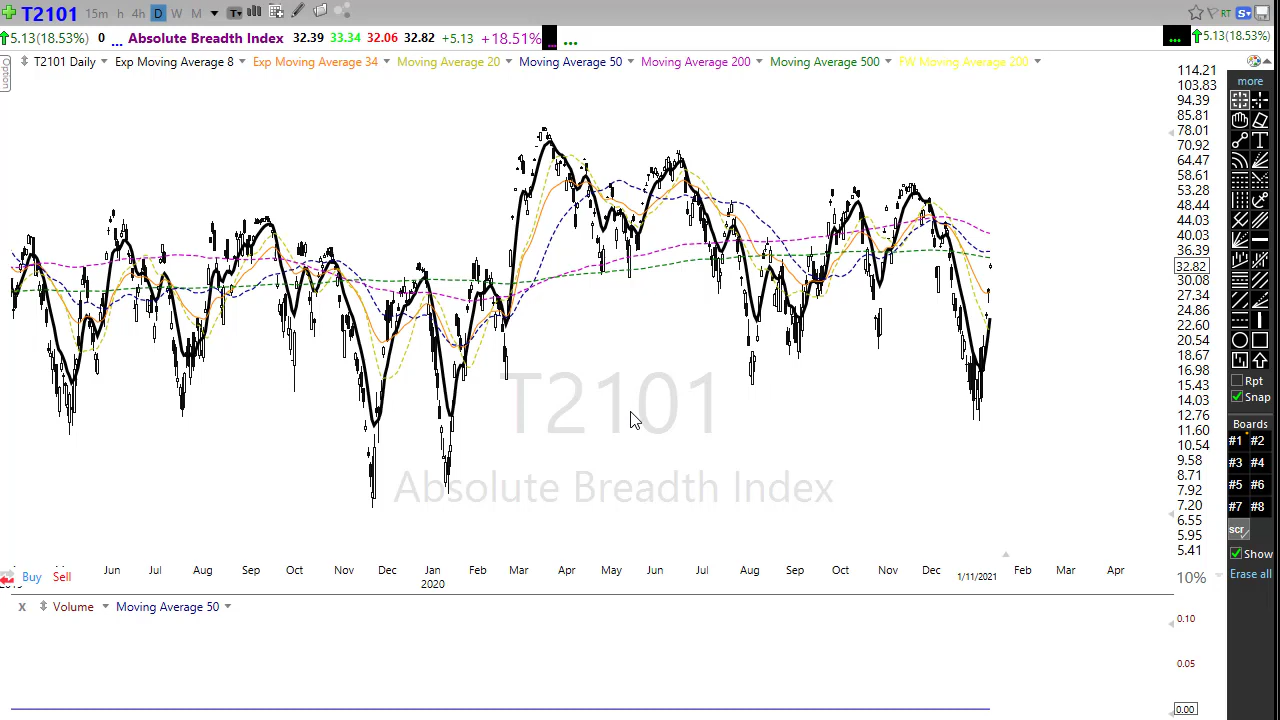 T2101 15m h 4h D W M T
5.13(18.53%) 0 ... Absolute Breadth Index 32.39 33.34 32.06 32.82 +5.13 +18.51% ... ... RT S
... 5.13(18.53%)
Option
T2101 Daily Exp Moving Average 8 Exp Moving Average 34 Moving Average 20 Moving Average 50 Moving Average 200 Moving Average 500 FW Moving Average 200
114.21
103.83
94.39
85.81
78.01
70.92
64.47
58.61
53.28
48.44
44.03
40.03
36.39
32.82
30.08
27.34
24.86
22.60
20.54
18.67
16.98
15.43
14.03
12.76
11.60
10.54
9.58
8.71
7.92
7.20
6.55
5.95
5.41
10%
T2101
Absolute Breadth Index
Buy Sell
Jun Jul Aug Sep Oct Nov Dec 2020 Jan Feb Mar Apr May Jun Jul Aug Sep Oct Nov Dec 1/11/2021 Feb Mar Apr
X Volume Moving Average 50
0.10
0.05
0.00
more
T
Rpt
Snap
Boards
#1 #2
#3 #4
#5 #6
#7 #8
scr
Show
Erase all